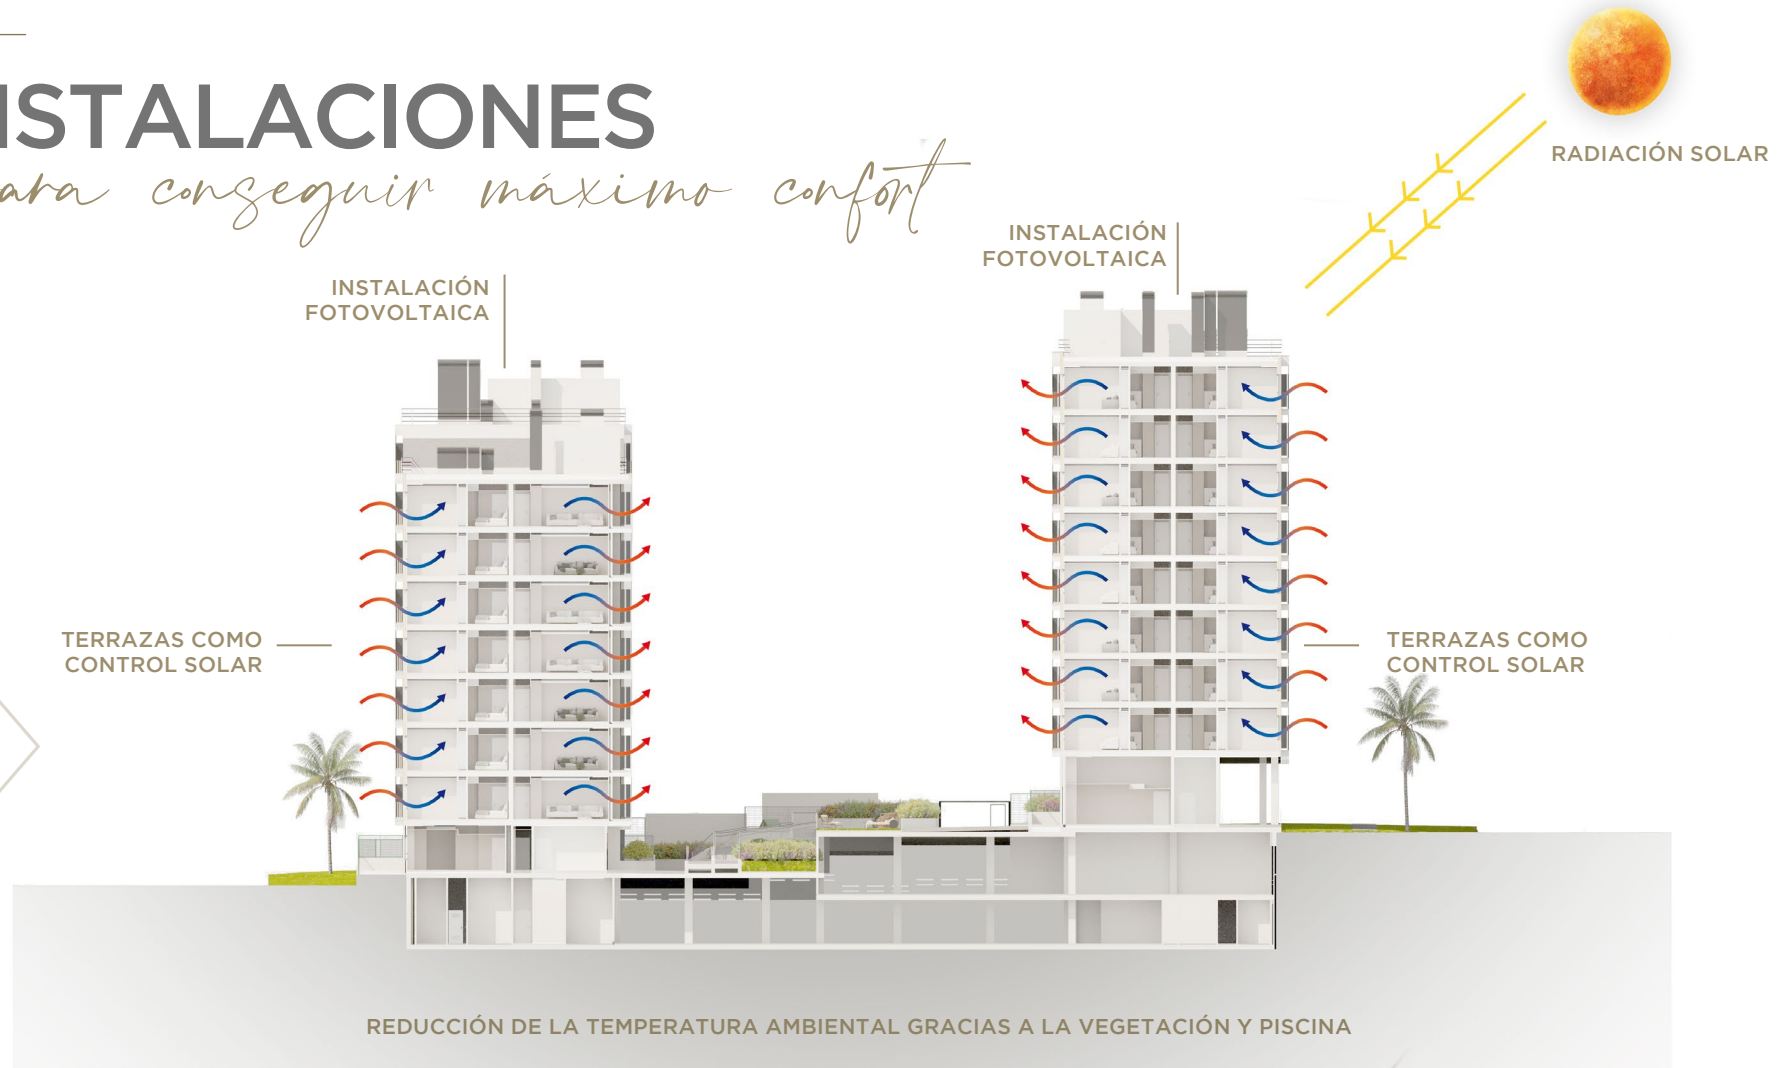 NSTALACIONES
ara conseguir máximo confort
RADIACIÓN SOLAR
INSTALACIÓN
FOTOVOLTAICA
INSTALACIÓN
FOTOVOLTAICA
TERRAZAS COMO
CONTROL SOLAR
TERRAZAS COMO
CONTROL SOLAR
REDUCCIÓN DE LA TEMPERATURA AMBIENTAL GRACIAS A LA VEGETACIÓN Y PISCINA